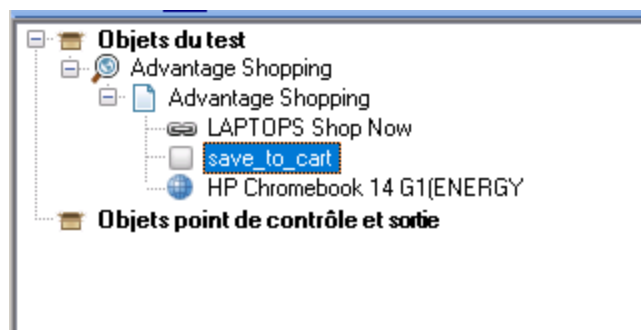 Objets du test
Advantage Shopping
Advantage Shopping
LAPTOPS Shop Now
save_to_cart
HP Chromebook 14 G1(ENERGY
Objets point de contrôle et sortie